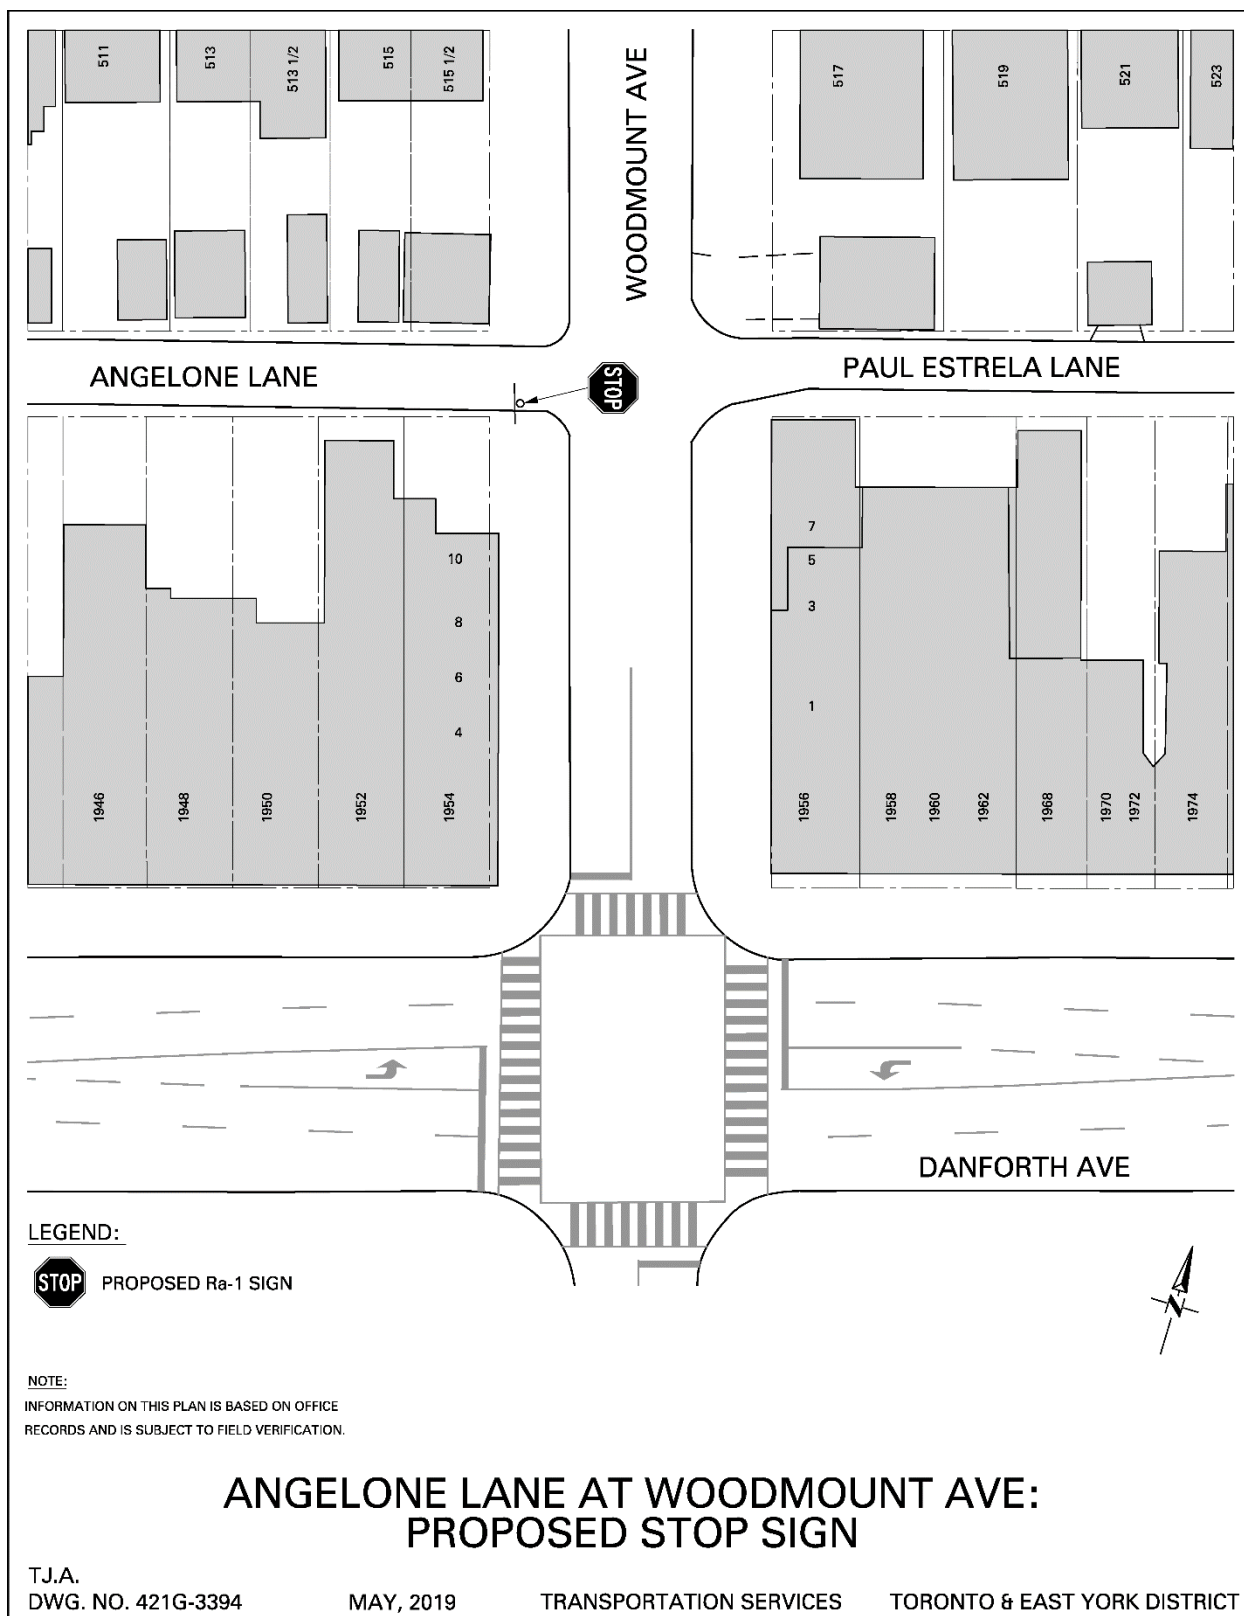 511
513
513 1/2
515
515 1/2
WOODMOUNT AVE
517
519
521
523
ANGELONE LANE
STOP
PAUL ESTRELA LANE
10
8
6
4
7
5
3
1
1946
1948
1950
1952
1954
1956
1958
1960
1962
1968
1970
1972
1974
DANFORTH AVE
LEGEND:
STOP PROPOSED Ra-1 SIGN
N
NOTE:
INFORMATION ON THIS PLAN IS BASED ON OFFICE
RECORDS AND IS SUBJECT TO FIELD VERIFICATION.
ANGELONE LANE AT WOODMOUNT AVE:
PROPOSED STOP SIGN
T.J.A.
DWG. NO. 421G-3394 MAY, 2019 TRANSPORTATION SERVICES TORONTO & EAST YORK DISTRICT